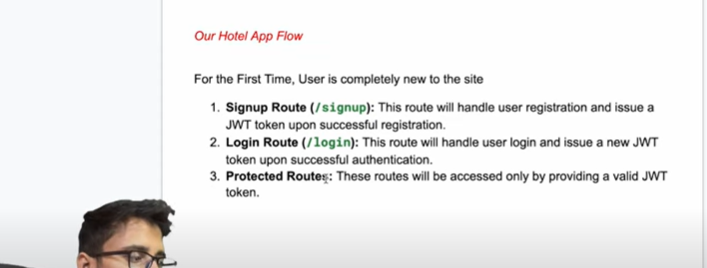 Our Hotel App Flow
For the First Time, User is completely new to the site
1. Signup Route (/signup): This route will handle user registration and issue a
JWT token upon successful registration.
2. Login Route (/login): This route will handle user login and issue a new JWT
token upon successful authentication.
3. Protected Routes: These routes will be accessed only by providing a valid JWT
token.